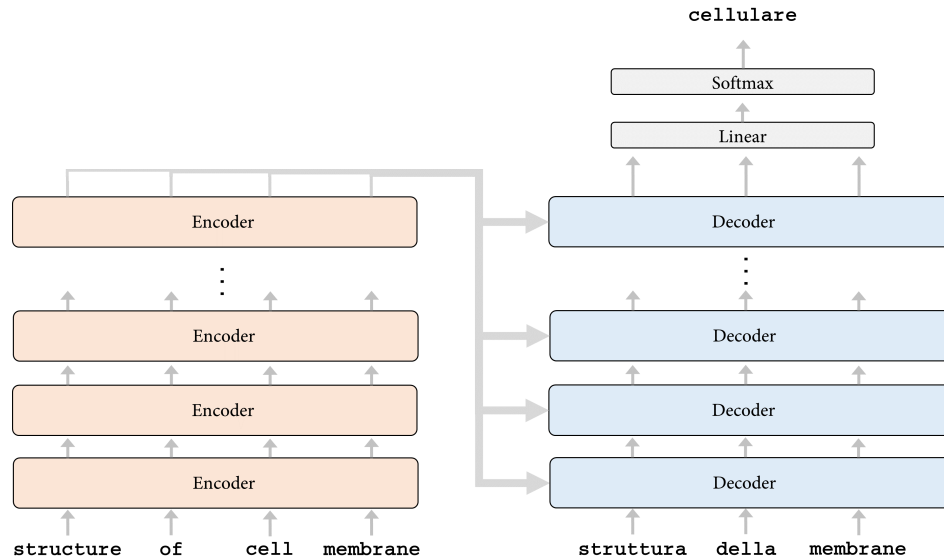 cellulare
Softmax
Linear
Encoder
Decoder
Encoder
Decoder
Encoder
Decoder
Encoder
Decoder
structure of cell membrane
struttura della membrane